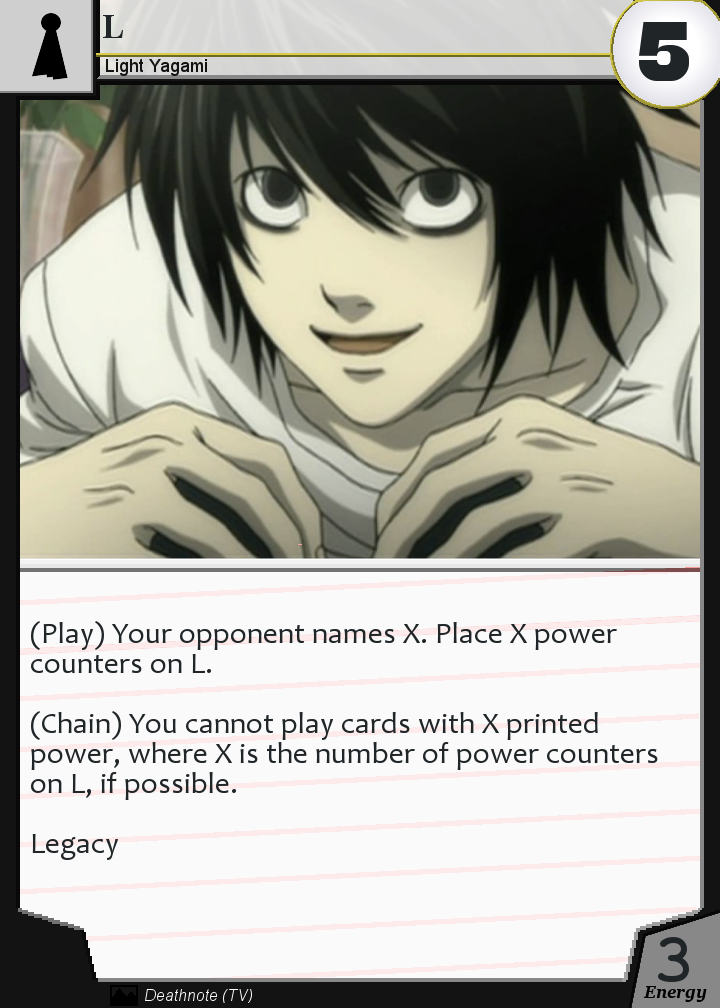 L
5
Light Yagami
(Play) Your opponent names X. Place X power
counters on L.
(Chain) You cannot play cards with X printed
power, where X is the number of power counters
on L, if possible.
Legacy
3
Energy
Deathnote (TV)